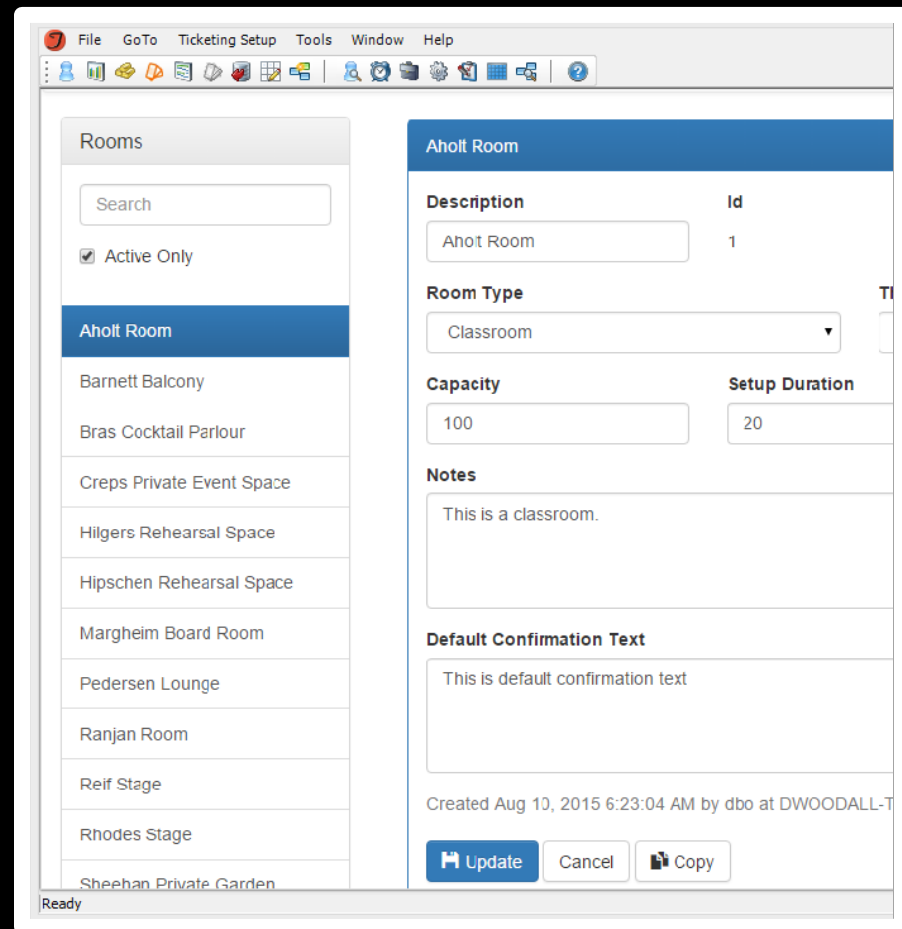 File GoTo Ticketing Setup Tools Window Help
Rooms
Search
Active Only
Aholt Room
Barnett Balcony
Bras Cocktail Parlour
Creps Private Event Space
Hilgers Rehearsal Space
Hipschen Rehearsal Space
Margheim Board Room
Pedersen Lounge
Ranjan Room
Reif Stage
Rhodes Stage
Sheehan Private Garden
Aholt Room
Description Id
Aholt Room 1
Room Type
Classroom
Capacity Setup Duration
100 20
Notes
This is a classroom.
Default Confirmation Text
This is default confirmation text
Created Aug 10, 2015 6:23:04 AM by dbo at DWOODALL-T
Update Cancel Copy
Ready